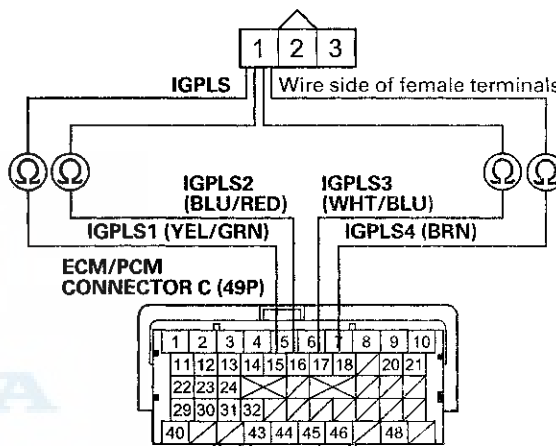 1 2 3
IGPLS
Wire side of female terminals
Ω Ω Ω Ω
IGPLS2
(BLU/RED)
IGPLS3
(WHT/BLU)
IGPLS1 (YEL/GRN)
IGPLS4 (BRN)
ECM/PCM
CONNECTOR C (49P)
1 2 3 4 5 6 7 8 9 10
11 12 13 14 15 16 17 18 20 21
22 23 24
29 30 31 32
40 43 44 45 46 48